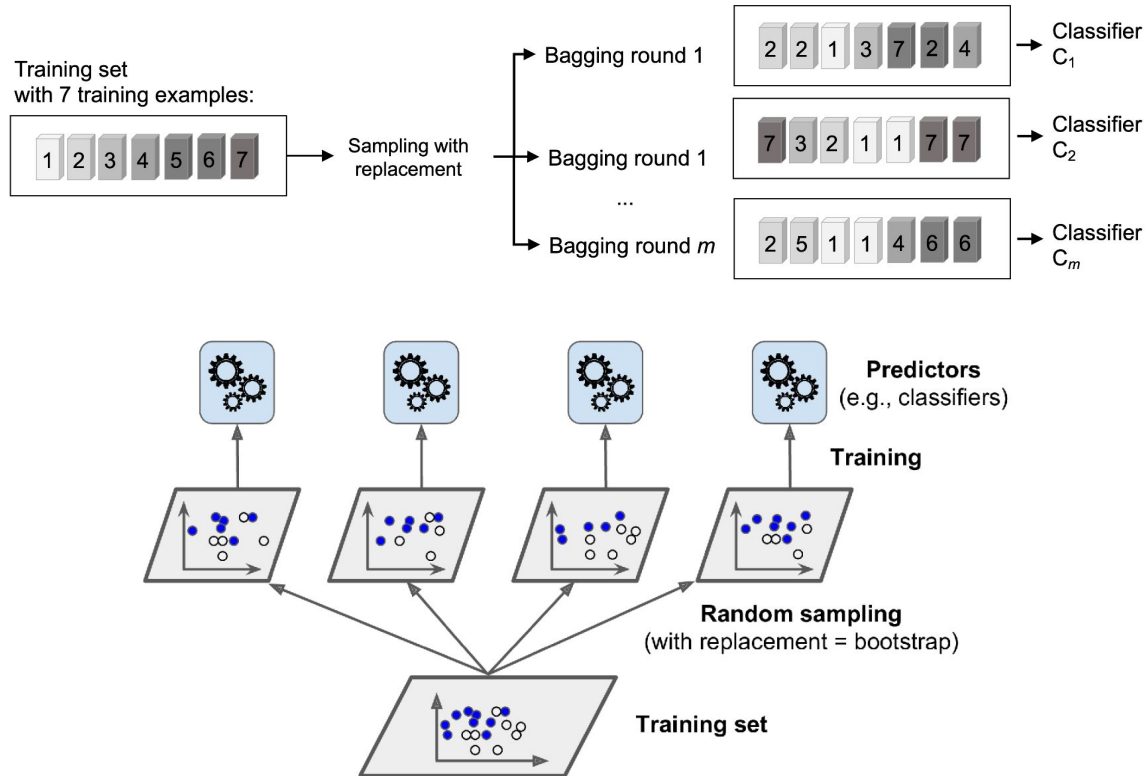 Training set
with 7 training examples:
1 2 3 4 5 6 7
Sampling with
replacement
Bagging round 1
2 2 1 3 7 2 4
Classifier
C1
Bagging round 1
7 3 2 1 1 7 7
Classifier
C2
...
Bagging round m
2 5 1 1 4 6 6
Classifier
Cm
Predictors
(e.g., classifiers)
Training
Random sampling
(with replacement = bootstrap)
Training set